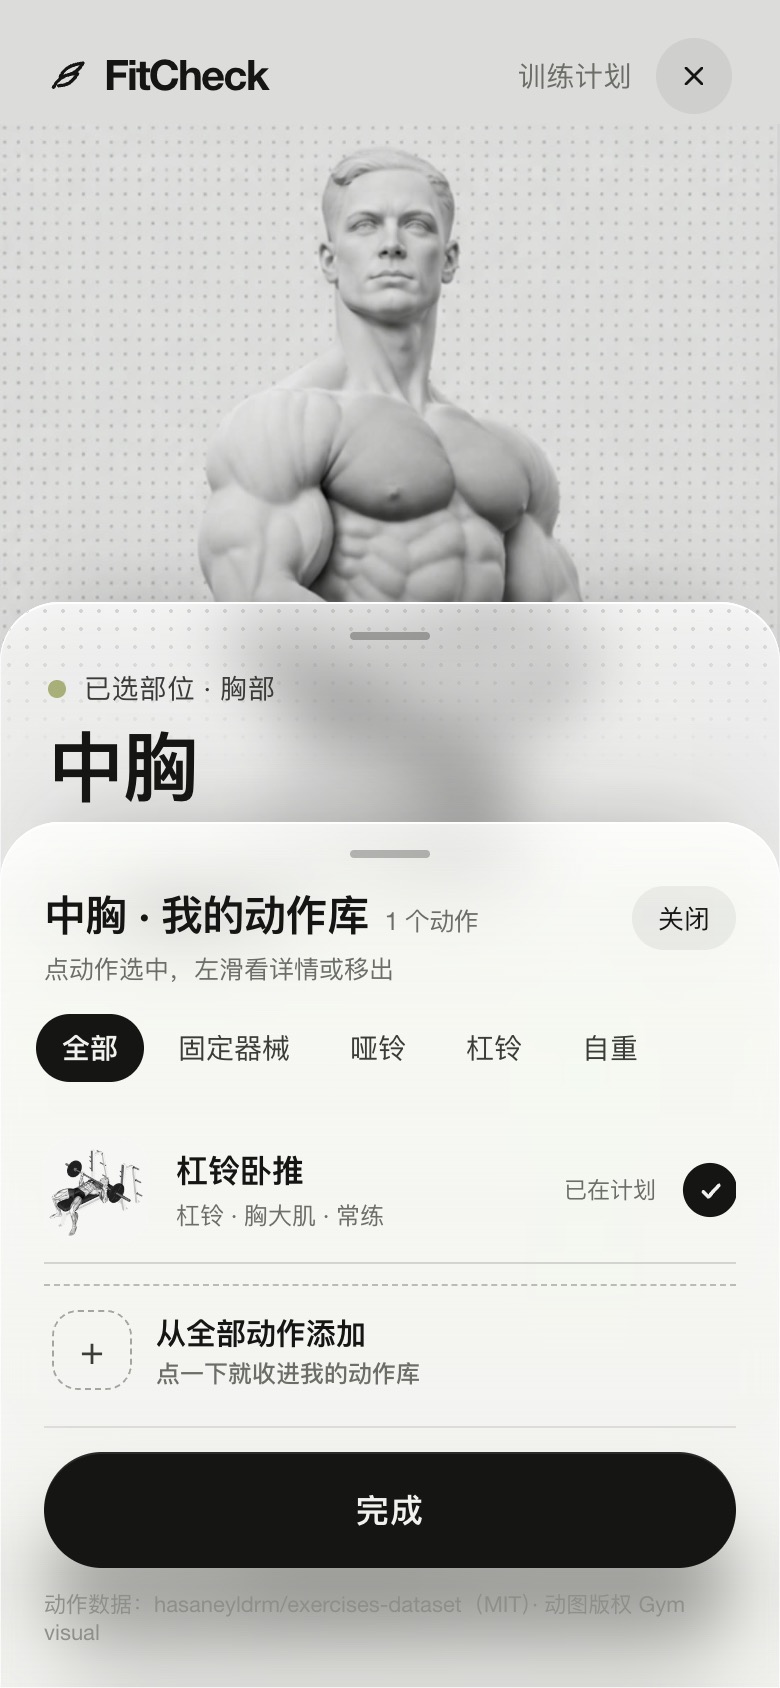 FitCheck
训练计划
已选部位 · 胸部
中胸
中胸 · 我的动作库 1 个动作
关闭
点动作选中，左滑看详情或移出
全部 固定器械 哑铃 杠铃 自重
杠铃卧推
杠铃 · 胸大肌 · 常练
已在计划
从全部动作添加
点一下就收进我的动作库
完成
动作数据：hasaneyldrm/exercises-dataset（MIT）· 动图版权 Gym
visual